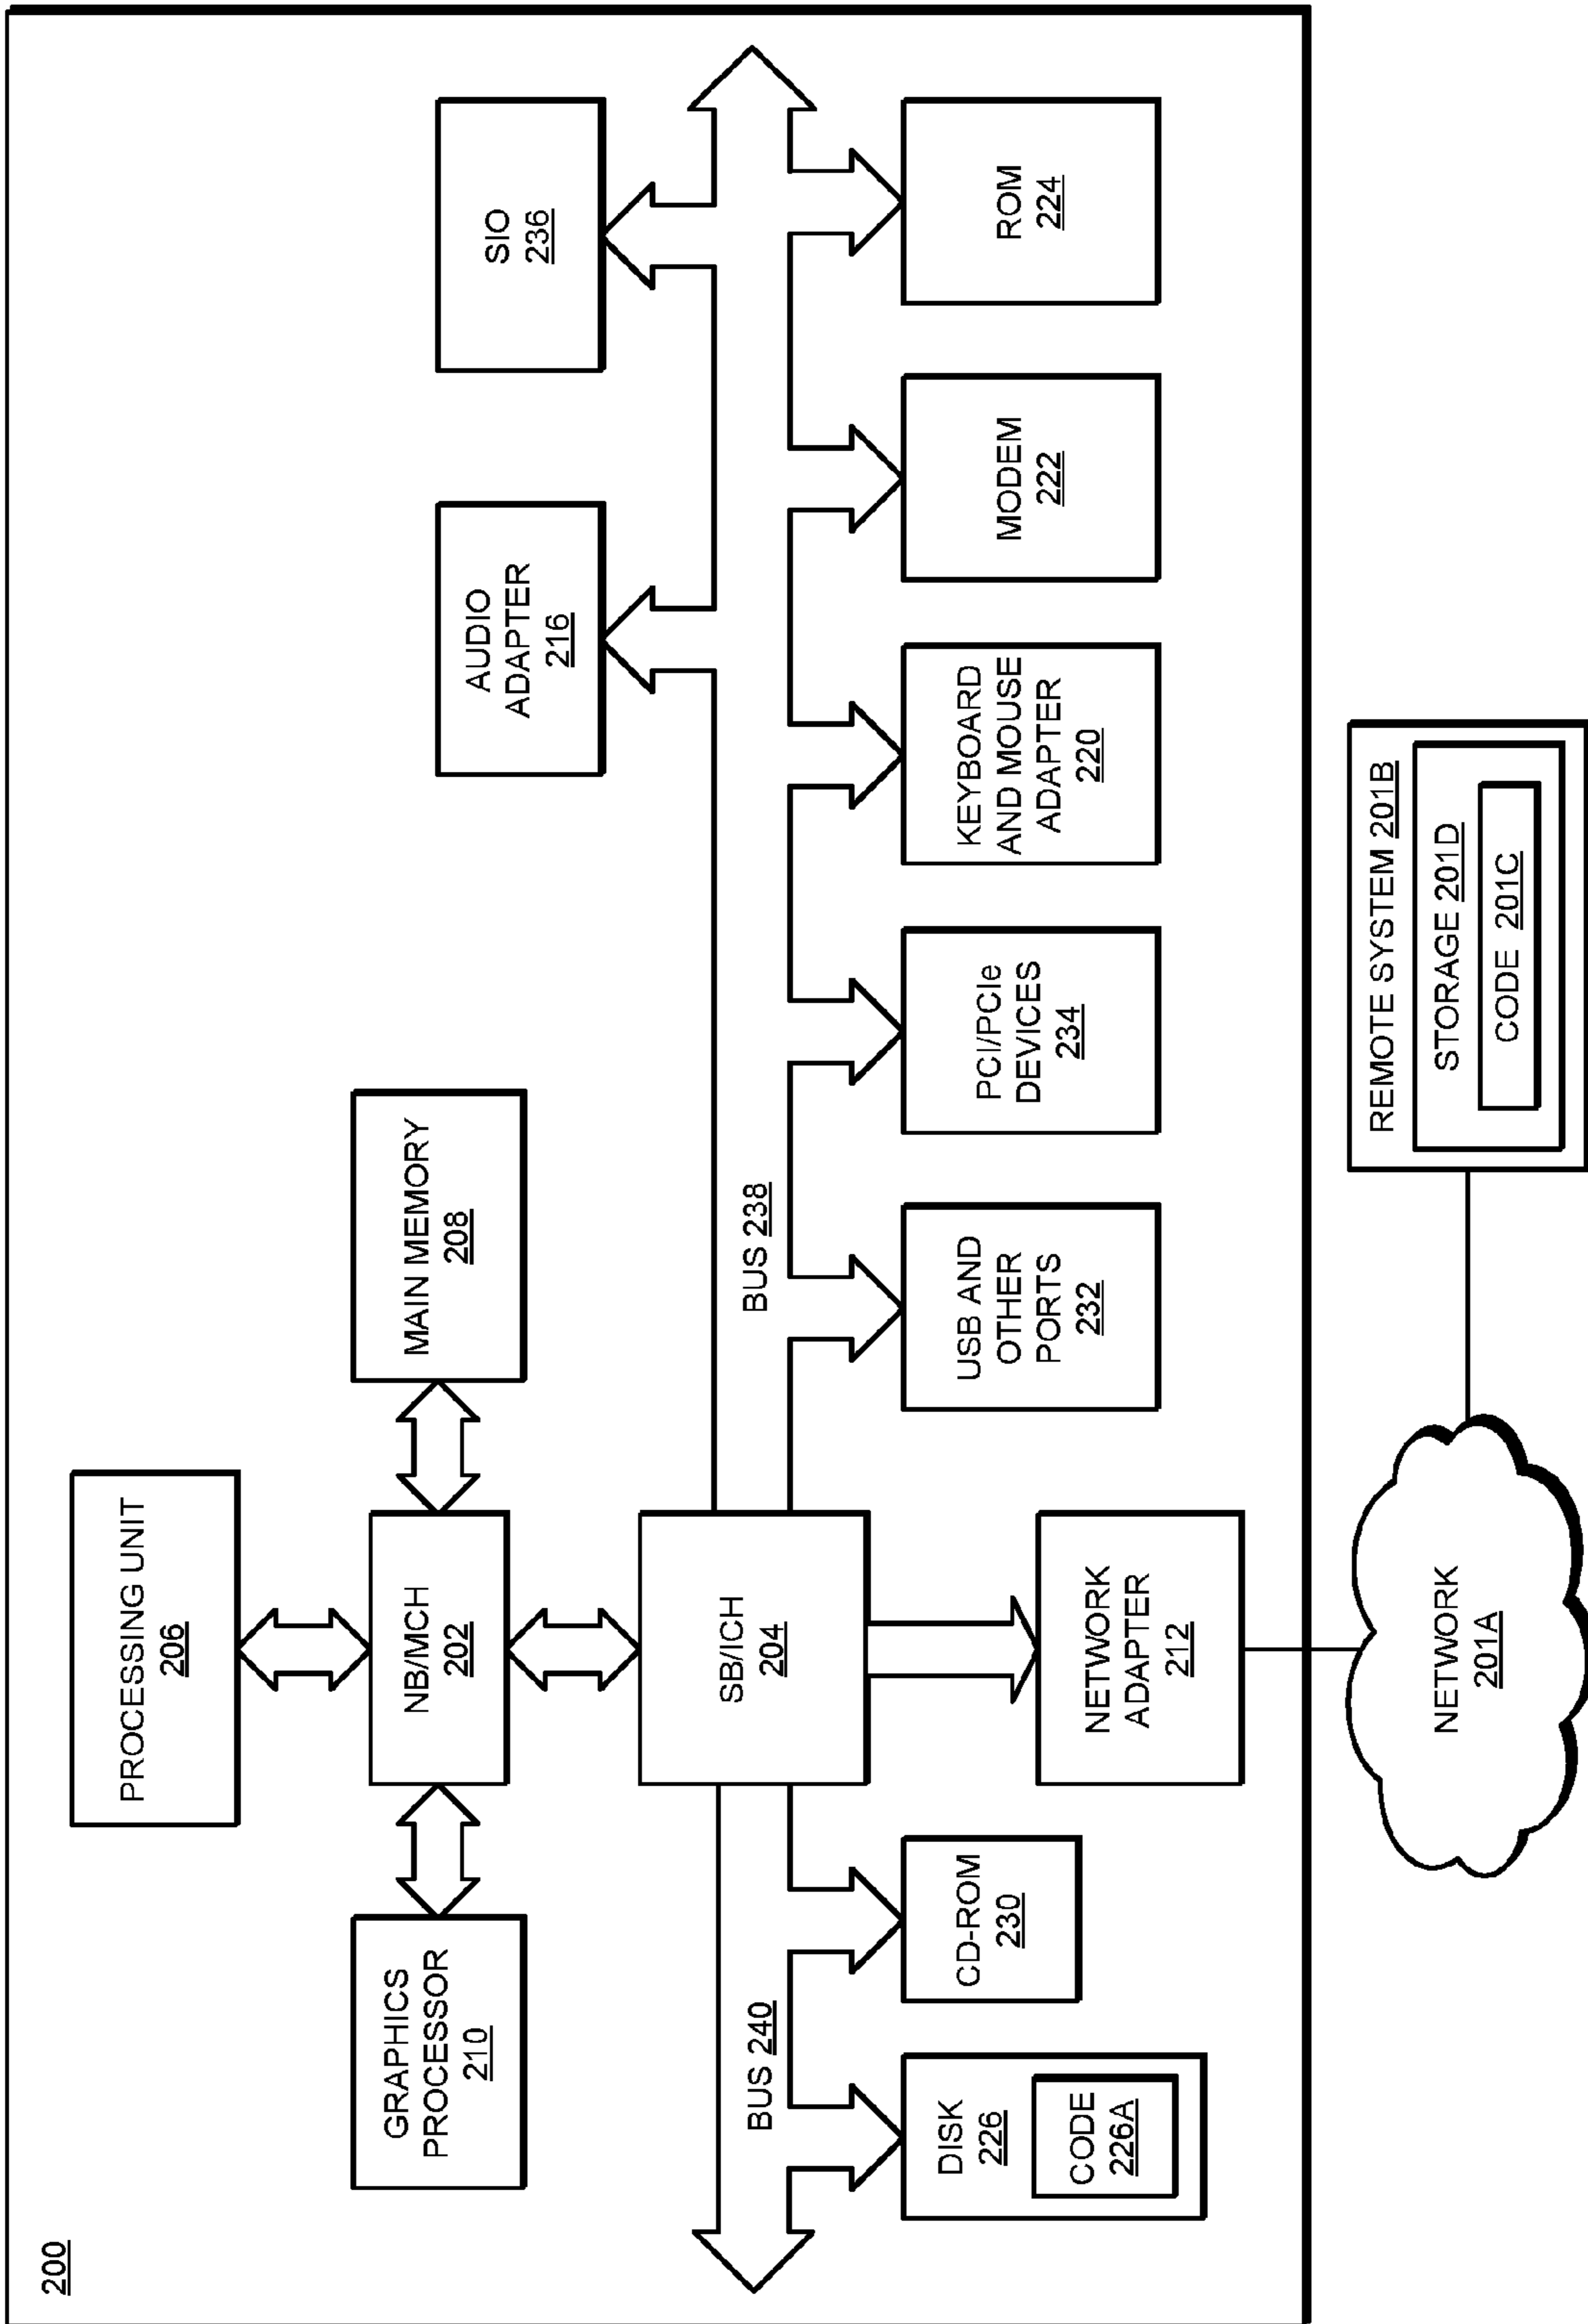 200
PROCESSING UNIT
206
GRAPHICS
PROCESSOR
210
NB/MCH
202
MAIN MEMORY
208
AUDIO
ADAPTER
216
SIO
236
SB/ICH
204
BUS 240
BUS 238
DISK
226
CODE
226A
CD-ROM
230
NETWORK
ADAPTER
212
USB AND
OTHER
PORTS
232
PCI/PCIe
DEVICES
234
KEYBOARD
AND MOUSE
ADAPTER
220
MODEM
222
ROM
224
NETWORK
201A
REMOTE SYSTEM 201B
STORAGE 201D
CODE 201C